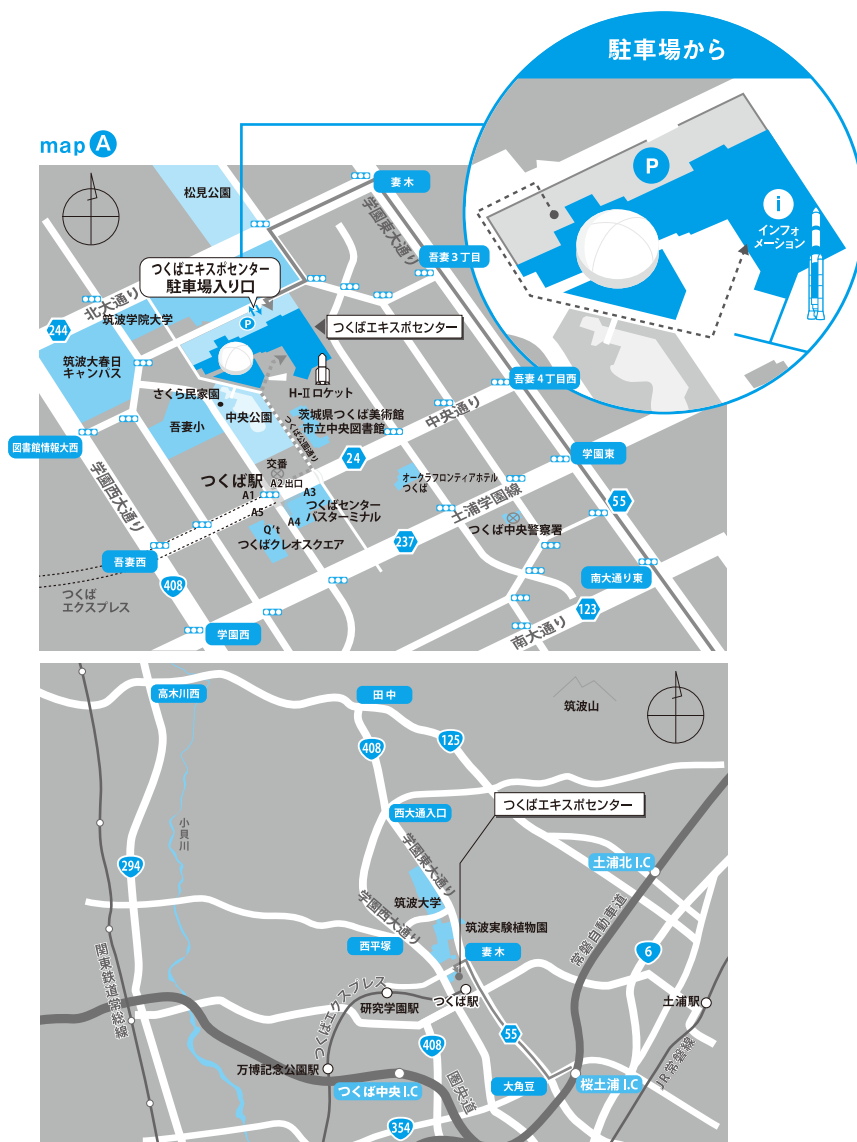 駐車場から
map A
P
i
インフォ
メーション
松見公園
妻木
学園東大通り
吾妻3丁目
つくばエキスポセンター
駐車場入り口
北大通り
244
筑波学院大学
P
つくばエキスポセンター
筑波大春日
キャンパス
H-Ⅱロケット
吾妻4丁目西
さくら民家園
中央公園
茨城県つくば美術館
市立中央図書館
中央通り
吾妻小
つくば公園通り
図書館情報大西
24
学園東
交番
つくば駅
A2出口
オークラフロンティアホテル
つくば
学園西大通り
A1
A3
つくばセンター
バスターミナル
土浦学園線
55
A5
A4
Q't
つくばクレオスクエア
つくば中央警察署
237
吾妻西
408
南大通り東
つくば
エクスプレス
123
学園西
南大通り
高木川西
田中
筑波山
408
125
つくばエキスポセンター
西大通入口
小貝川
学園東大通り
294
土浦北I.C
筑波大学
学園西大通り
筑波実験植物園
常磐自動車道
西平塚
妻木
6
関東鉄道常総線
つくばエクスプレス
研究学園駅
つくば駅
土浦駅
55
408
万博記念公園駅
JR常磐線
つくば中央I.C
圏央道
大角豆
桜土浦I.C
354